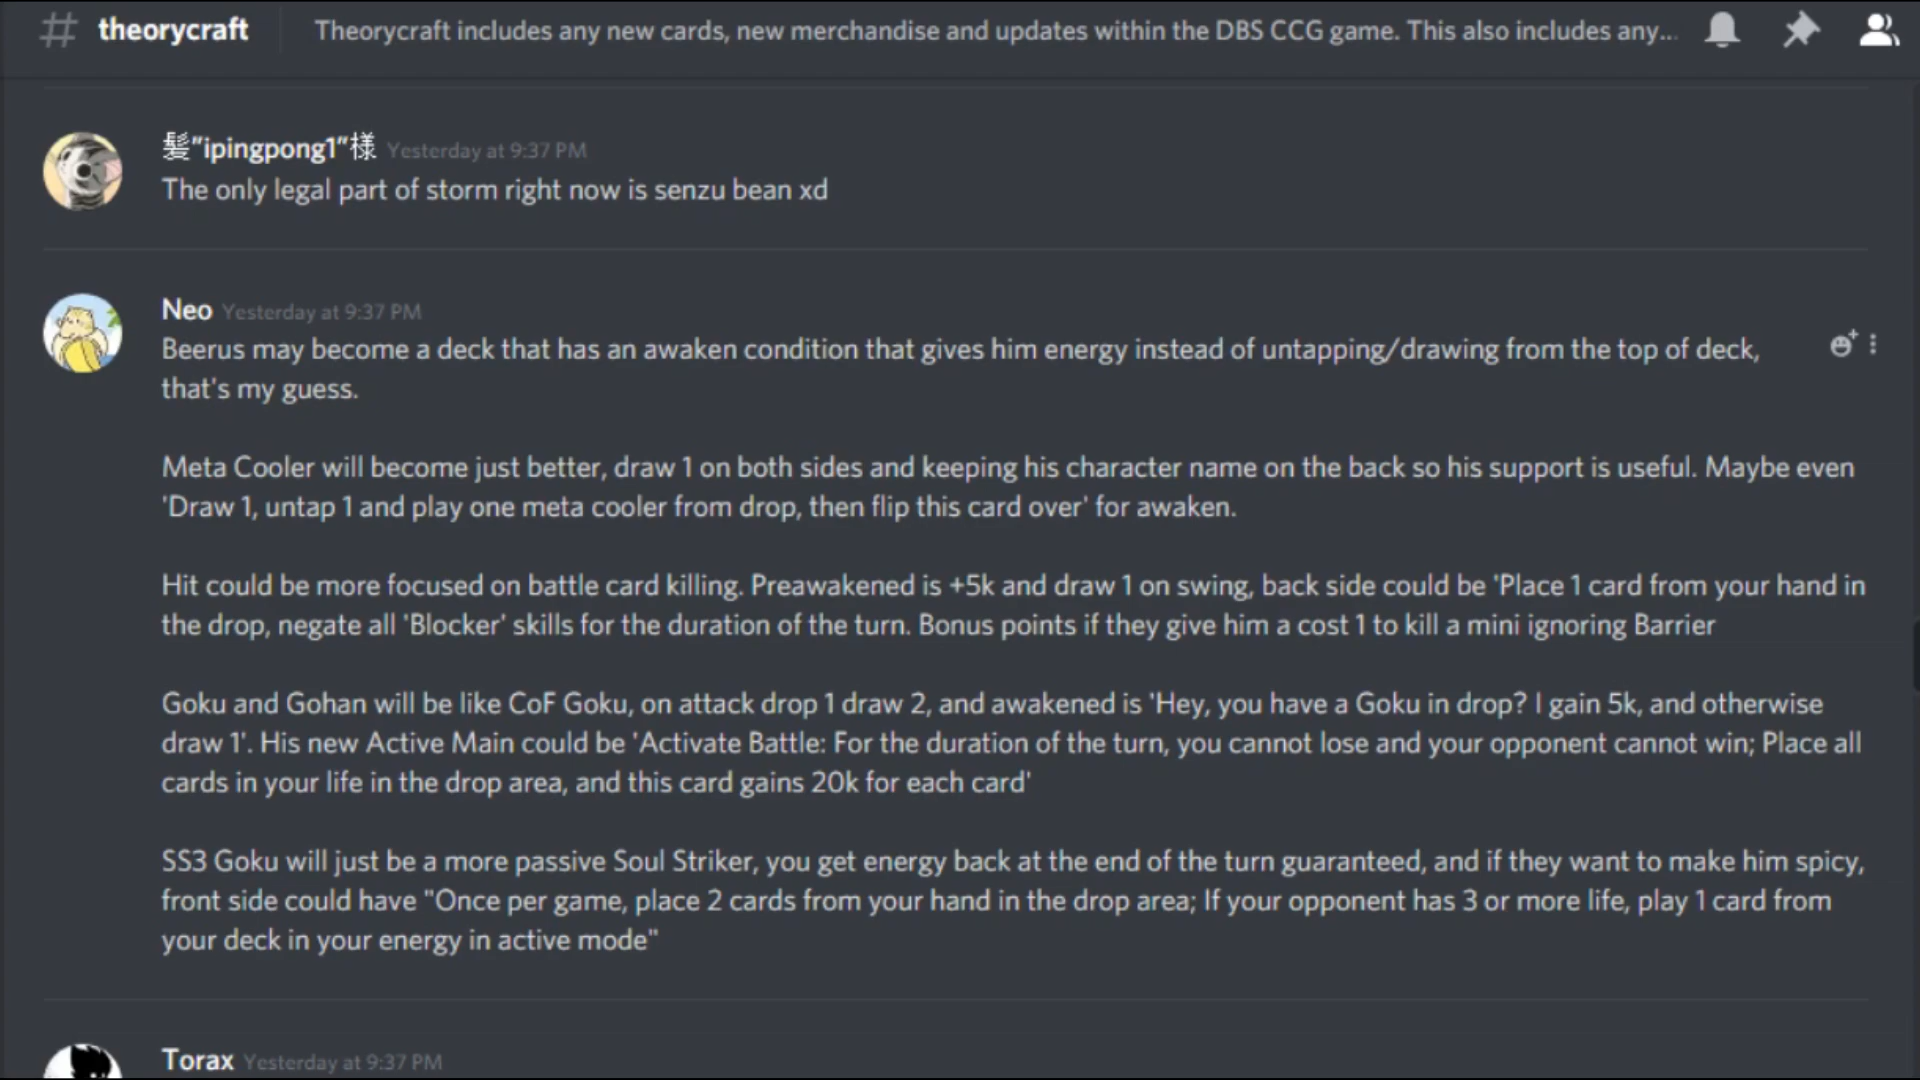 # theorycraft Theorycraft includes any new cards, new merchandise and updates within the DBS CCG game. This also includes any...
髪"ipingpong1"様 Yesterday at 9:37 PM
The only legal part of storm right now is senzu bean xd
Neo Yesterday at 9:37 PM
Beerus may become a deck that has an awaken condition that gives him energy instead of untapping/drawing from the top of deck,
that's my guess.
Meta Cooler will become just better, draw 1 on both sides and keeping his character name on the back so his support is useful. Maybe even
'Draw 1, untap 1 and play one meta cooler from drop, then flip this card over' for awaken.
Hit could be more focused on battle card killing. Preawakened is +5k and draw 1 on swing, back side could be 'Place 1 card from your hand in
the drop, negate all 'Blocker' skills for the duration of the turn. Bonus points if they give him a cost 1 to kill a mini ignoring Barrier
Goku and Gohan will be like CoF Goku, on attack drop 1 draw 2, and awakened is 'Hey, you have a Goku in drop? I gain 5k, and otherwise
draw 1'. His new Active Main could be 'Activate Battle: For the duration of the turn, you cannot lose and your opponent cannot win; Place all
cards in your life in the drop area, and this card gains 20k for each card'
SS3 Goku will just be a more passive Soul Striker, you get energy back at the end of the turn guaranteed, and if they want to make him spicy,
front side could have "Once per game, place 2 cards from your hand in the drop area; If your opponent has 3 or more life, play 1 card from
your deck in your energy in active mode"
Torax Yesterday at 9:37 PM